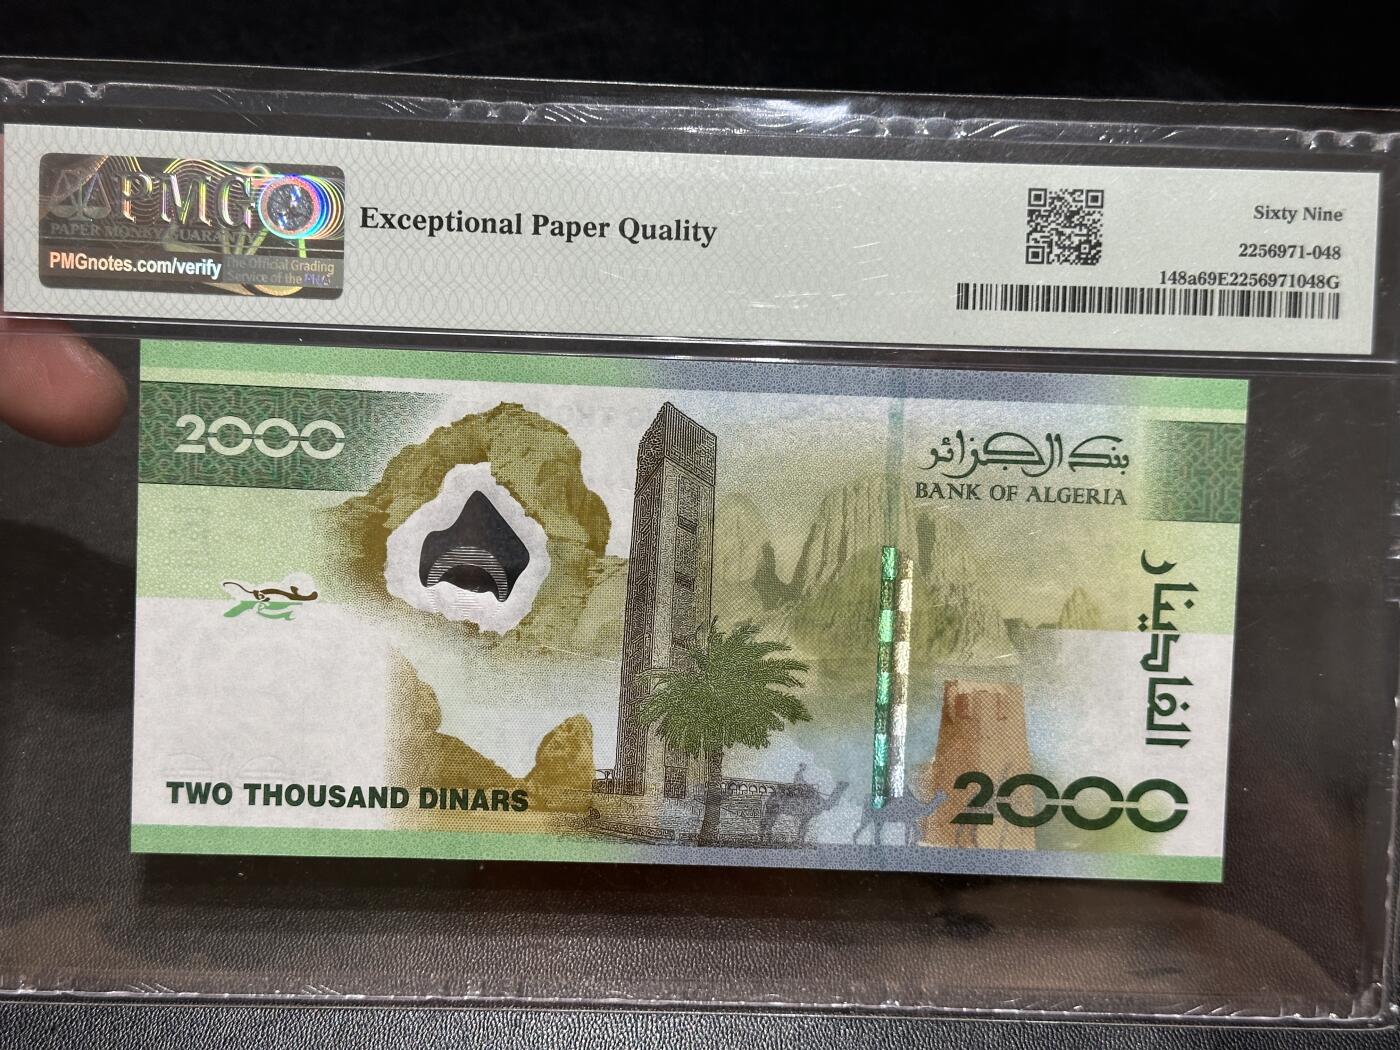 PMG
PAPER MONEY GUARANTY
PMGnotes.com/verify
The Official Grading
Service of the PNG
Exceptional Paper Quality
Sixty Nine
2256971-048
148a69E2256971048G
2000
بنك الجزائر
BANK OF ALGERIA
ألفا دينار
TWO THOUSAND DINARS
2000